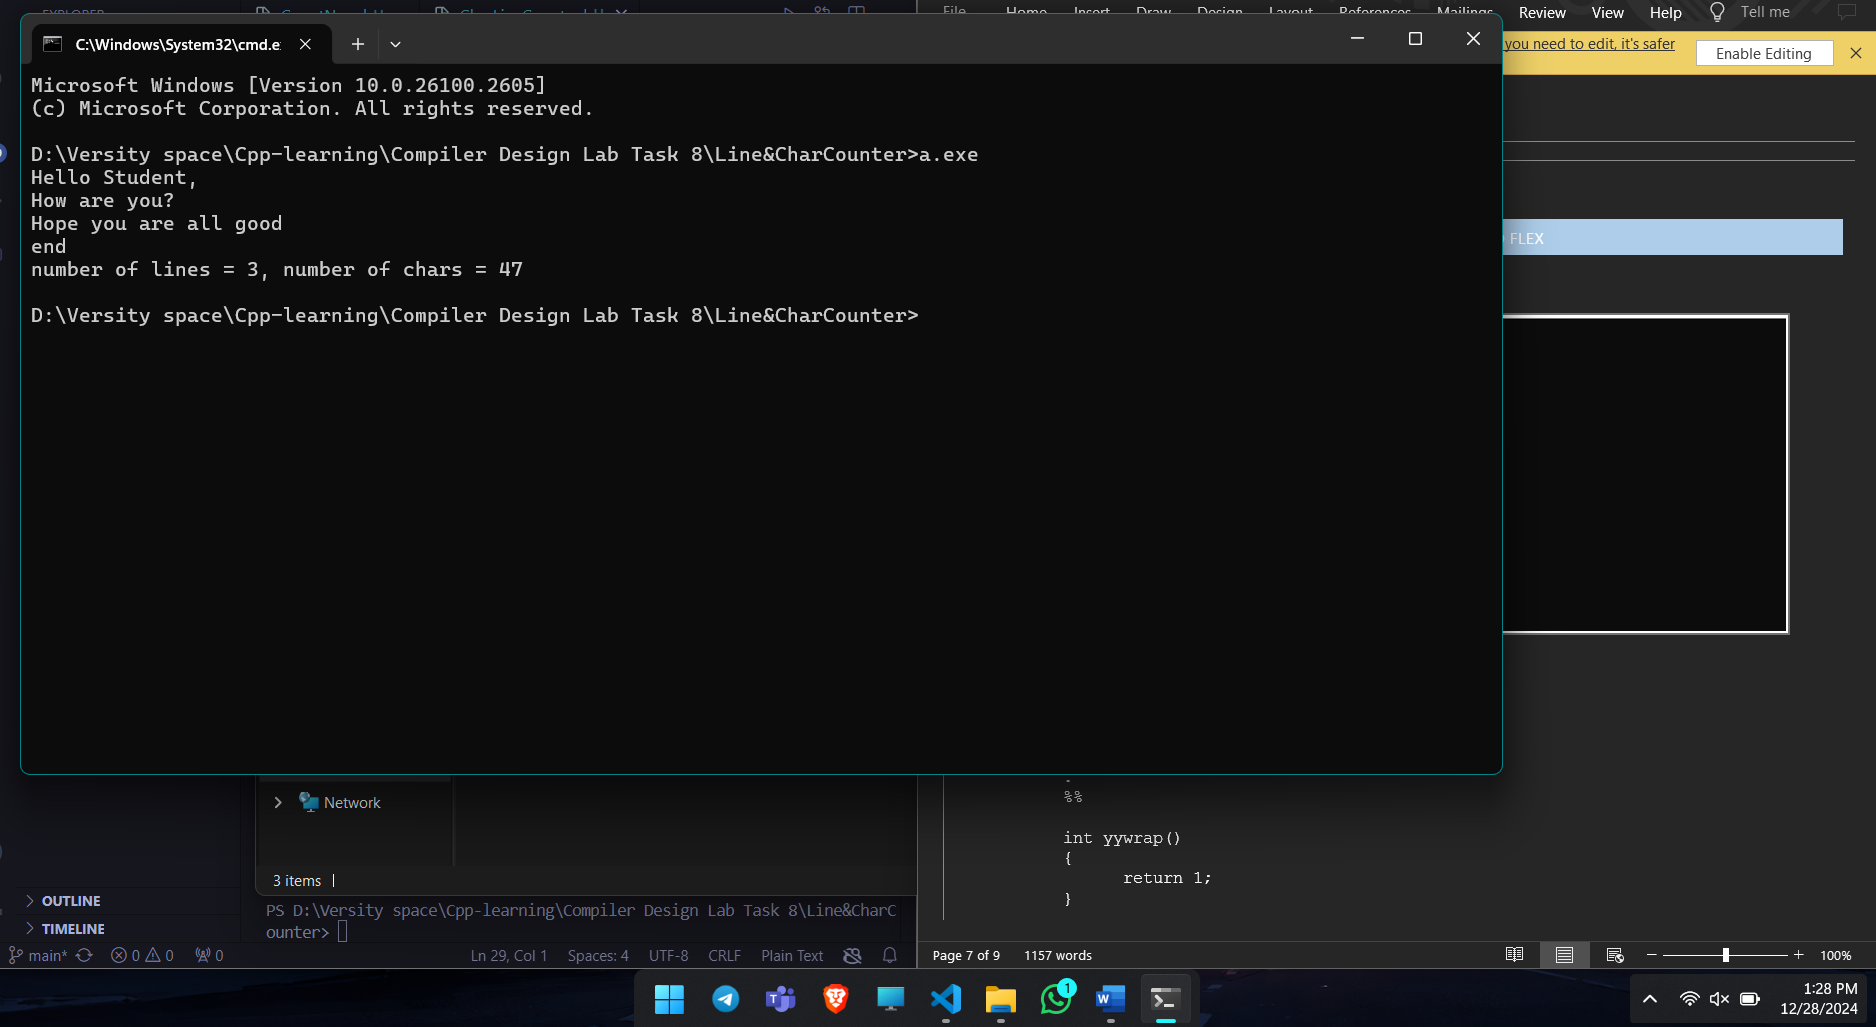 EXPLORER
File Home Insert Draw Design Layout References Mailings Review View Help Tell me
C:\Windows\System32\cmd.e
you need to edit, it's safer
Enable Editing
Microsoft Windows [Version 10.0.26100.2605]
(c) Microsoft Corporation. All rights reserved.
D:\Versity space\Cpp-learning\Compiler Design Lab Task 8\Line&CharCounter>a.exe
Hello Student,
How are you?
Hope you are all good
end
number of lines = 3, number of chars = 47
D:\Versity space\Cpp-learning\Compiler Design Lab Task 8\Line&CharCounter>
FLEX
Network
3 items
%%
int yywrap()
{
return 1;
}
OUTLINE
TIMELINE
PS D:\Versity space\Cpp-learning\Compiler Design Lab Task 8\Line&CharC
ounter>
main* 0 0 0 Ln 29, Col 1 Spaces: 4 UTF-8 CRLF Plain Text
Page 7 of 9 1157 words 100%
1
1:28 PM
12/28/2024